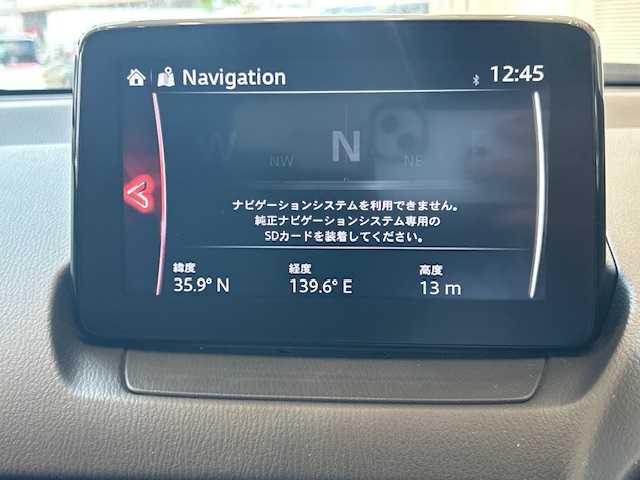 Navigation
12:45
W
N
E
NW
NE
ナビゲーションシステムを利用できません。
純正ナビゲーションシステム専用の
SDカードを装着してください。
緯度 経度 高度
35.9° N 139.6° E 13 m